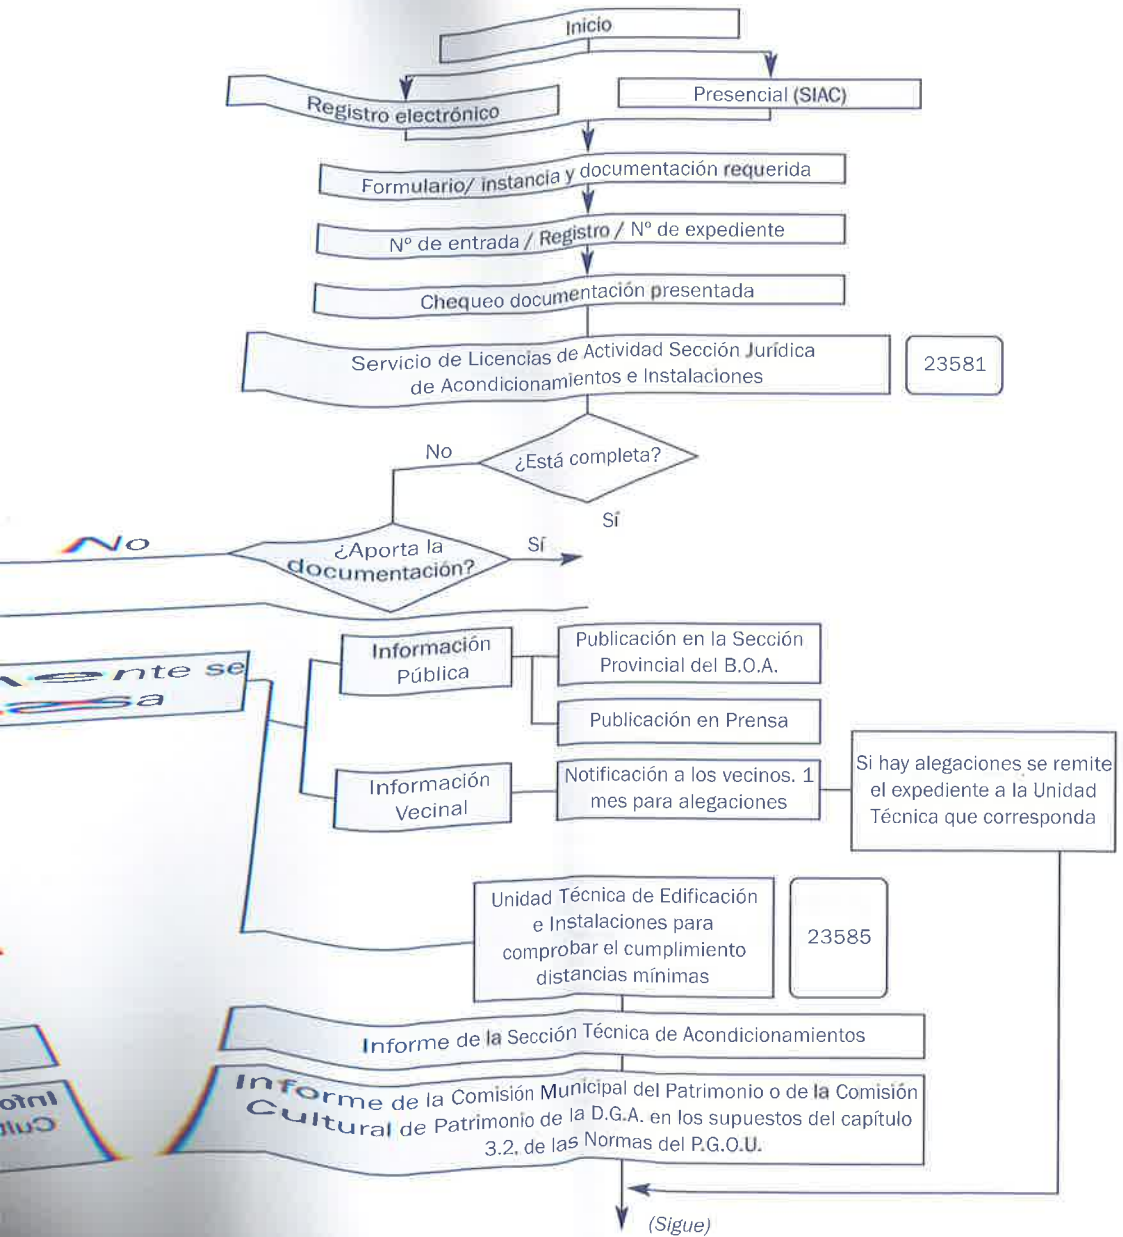 Inicio
Registro electrónico
Presencial (SIAC)
Formulario/ instancia y documentación requerida
Nº de entrada / Registro / Nº de expediente
Chequeo documentación presentada
Servicio de Licencias de Actividad Sección Jurídica
de Acondicionamientos e Instalaciones
23581
¿Está completa?
No
Sí
¿Aporta la
documentación?
No
Sí
nte se
Información
Pública
Publicación en la Sección
Provincial del B.O.A.
Publicación en Prensa
Información
Vecinal
Notificación a los vecinos. 1
mes para alegaciones
Si hay alegaciones se remite
el expediente a la Unidad
Técnica que corresponda
Unidad Técnica de Edificación
e Instalaciones para
comprobar el cumplimiento
distancias mínimas
23585
Informe de la Sección Técnica de Acondicionamientos
Informe de la Comisión Municipal del Patrimonio o de la Comisión
Cultural de Patrimonio de la D.G.A. en los supuestos del capítulo
3.2, de las Normas del P.G.O.U.
(Sigue)